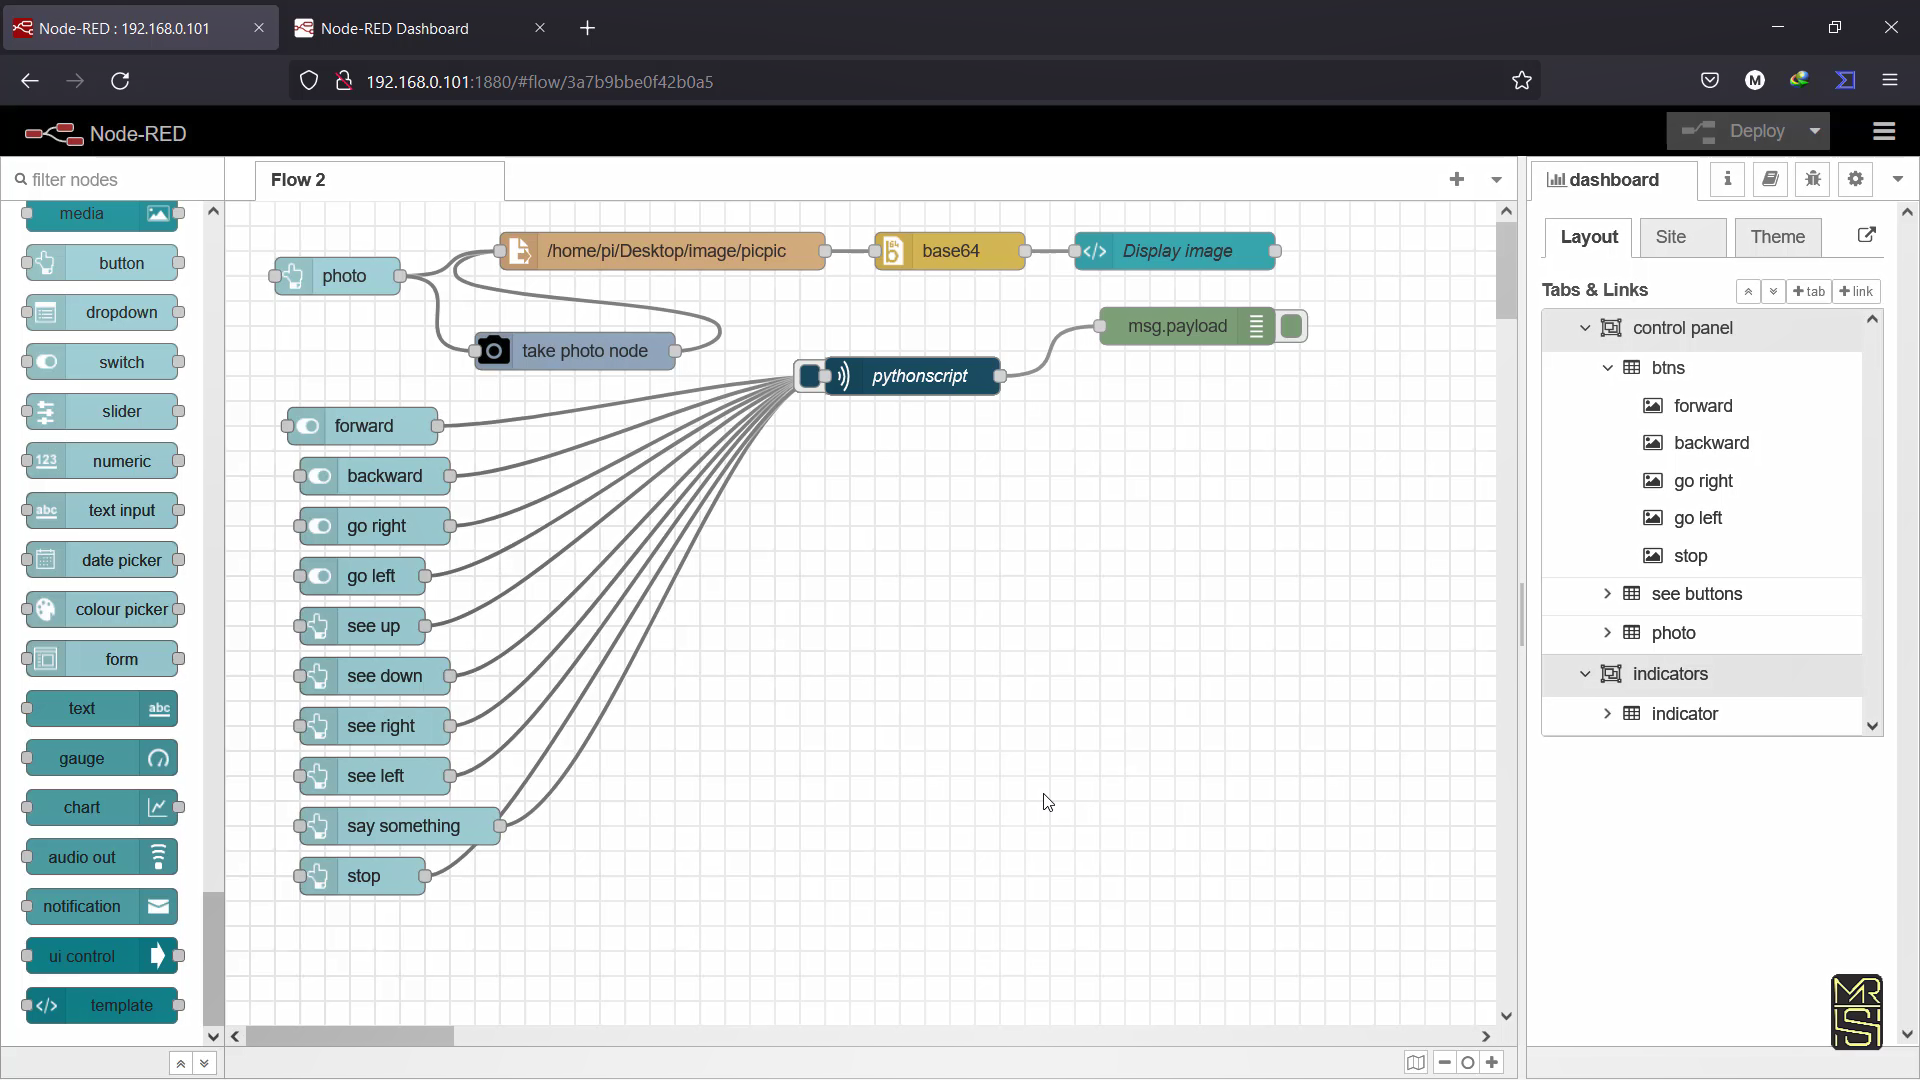 Node-RED : 192.168.0.101
Node-RED Dashboard
192.168.0.101:1880/#flow/3a7b9bbe0f42b0a5
M
Node-RED
Deploy
filter nodes
media
button
dropdown
switch
slider
123 numeric
abc text input
date picker
colour picker
form
text abc
gauge
chart
audio out
notification
ui control
template
Flow 2
photo
/home/pi/Desktop/image/picpic
base64
Display image
take photo node
msg.payload
pythonscript
forward
backward
go right
go left
see up
see down
see right
see left
say something
stop
dashboard
i
Layout
Site
Theme
Tabs & Links
+ tab
+ link
control panel
btns
forward
backward
go right
go left
stop
see buttons
photo
indicators
indicator
MR
SI